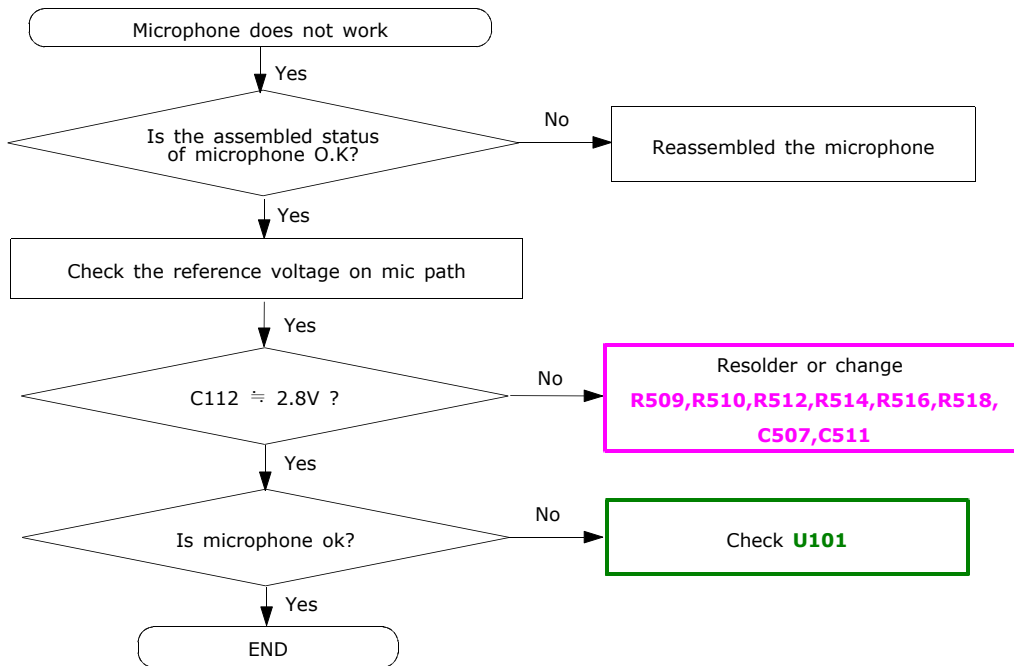 Microphone does not work
Yes
Is the assembled status
of microphone O.K?
No
Reassembled the microphone
Yes
Check the reference voltage on mic path
Yes
C112 ≒ 2.8V ?
No
Resolder or change
R509,R510,R512,R514,R516,R518,
C507,C511
Yes
Is microphone ok?
No
Check U101
Yes
END